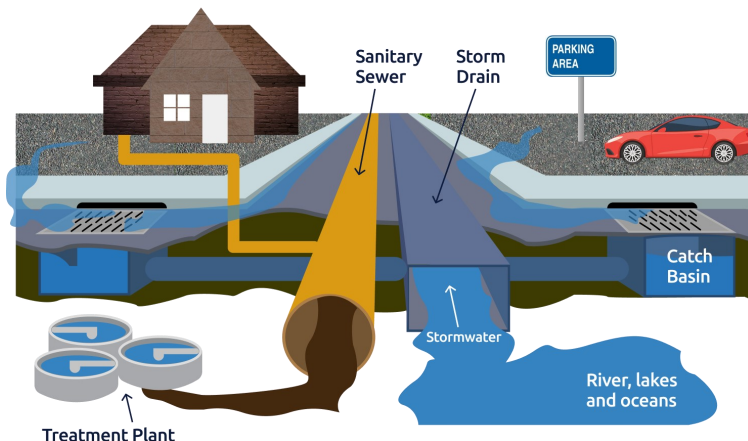 Sanitary
Sewer
Storm
Drain
PARKING
AREA
Catch
Basin
Stormwater
River, lakes
and oceans
Treatment Plant